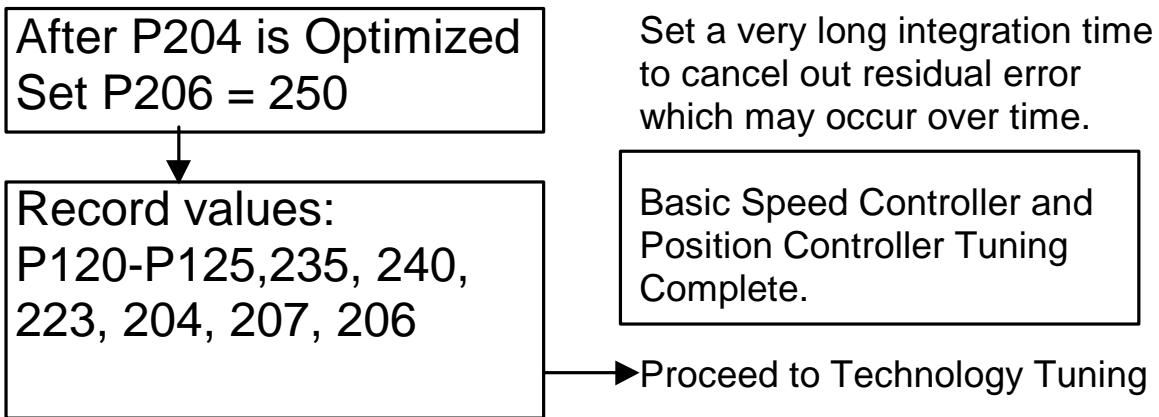 After P204 is Optimized
Set P206 = 250
Set a very long integration time
to cancel out residual error
which may occur over time.
Record values:
P120-P125,235, 240,
223, 204, 207, 206
Basic Speed Controller and
Position Controller Tuning
Complete.
Proceed to Technology Tuning